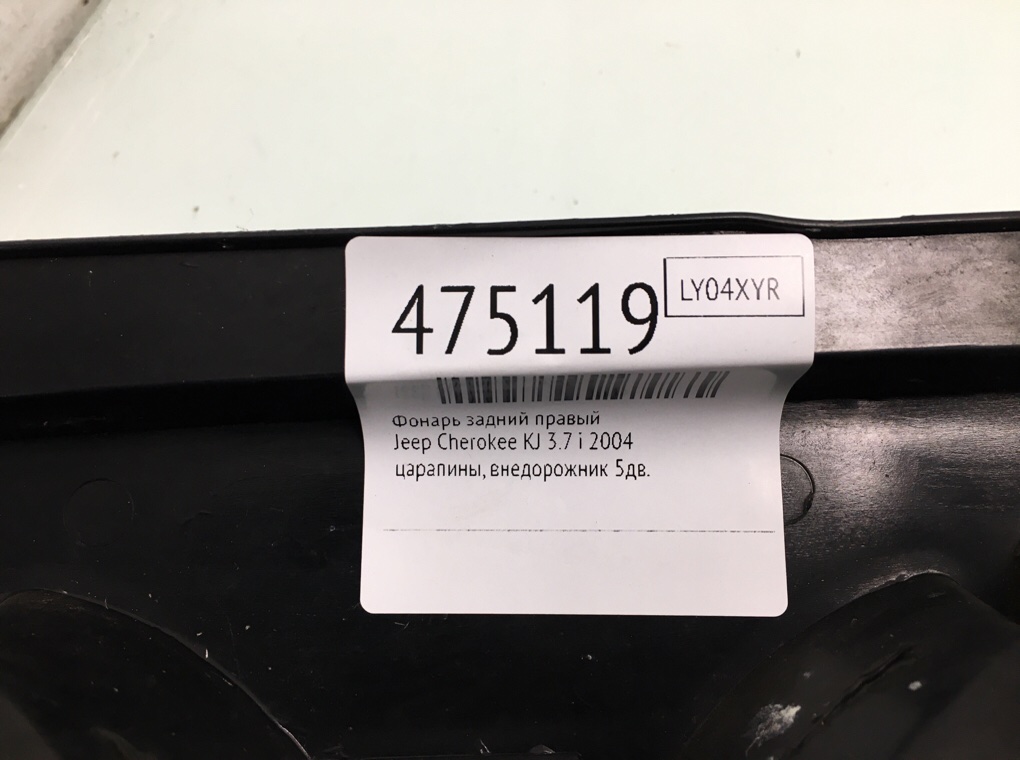 475119 LY04XYR
Фонарь задний правый
Jeep Cherokee KJ 3.7 i 2004
царапины, внедорожник 5дв.